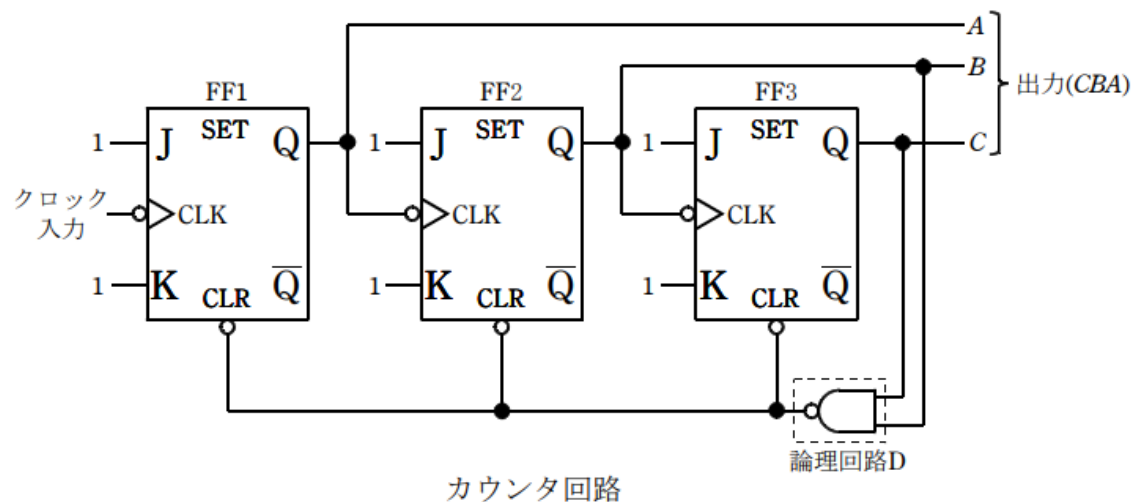 A
B
C
出力(CBA)
FF1
FF2
FF3
1 J SET Q
1 J SET Q
1 J SET Q
クロック
入力
CLK
CLK
CLK
1 K CLR Q̅
1 K CLR Q̅
1 K CLR Q̅
論理回路D
カウンタ回路